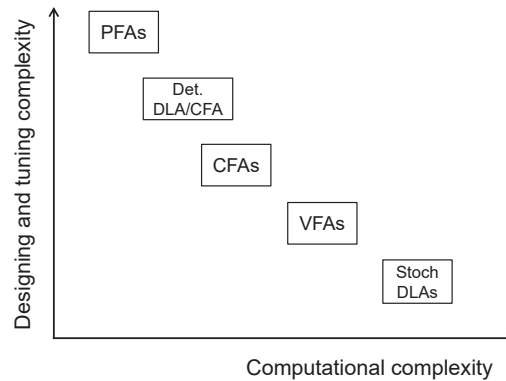 Designing and tuning complexity
PFAs
Det.
DLA/CFA
CFAs
VFAs
Stoch
DLAs
Computational complexity